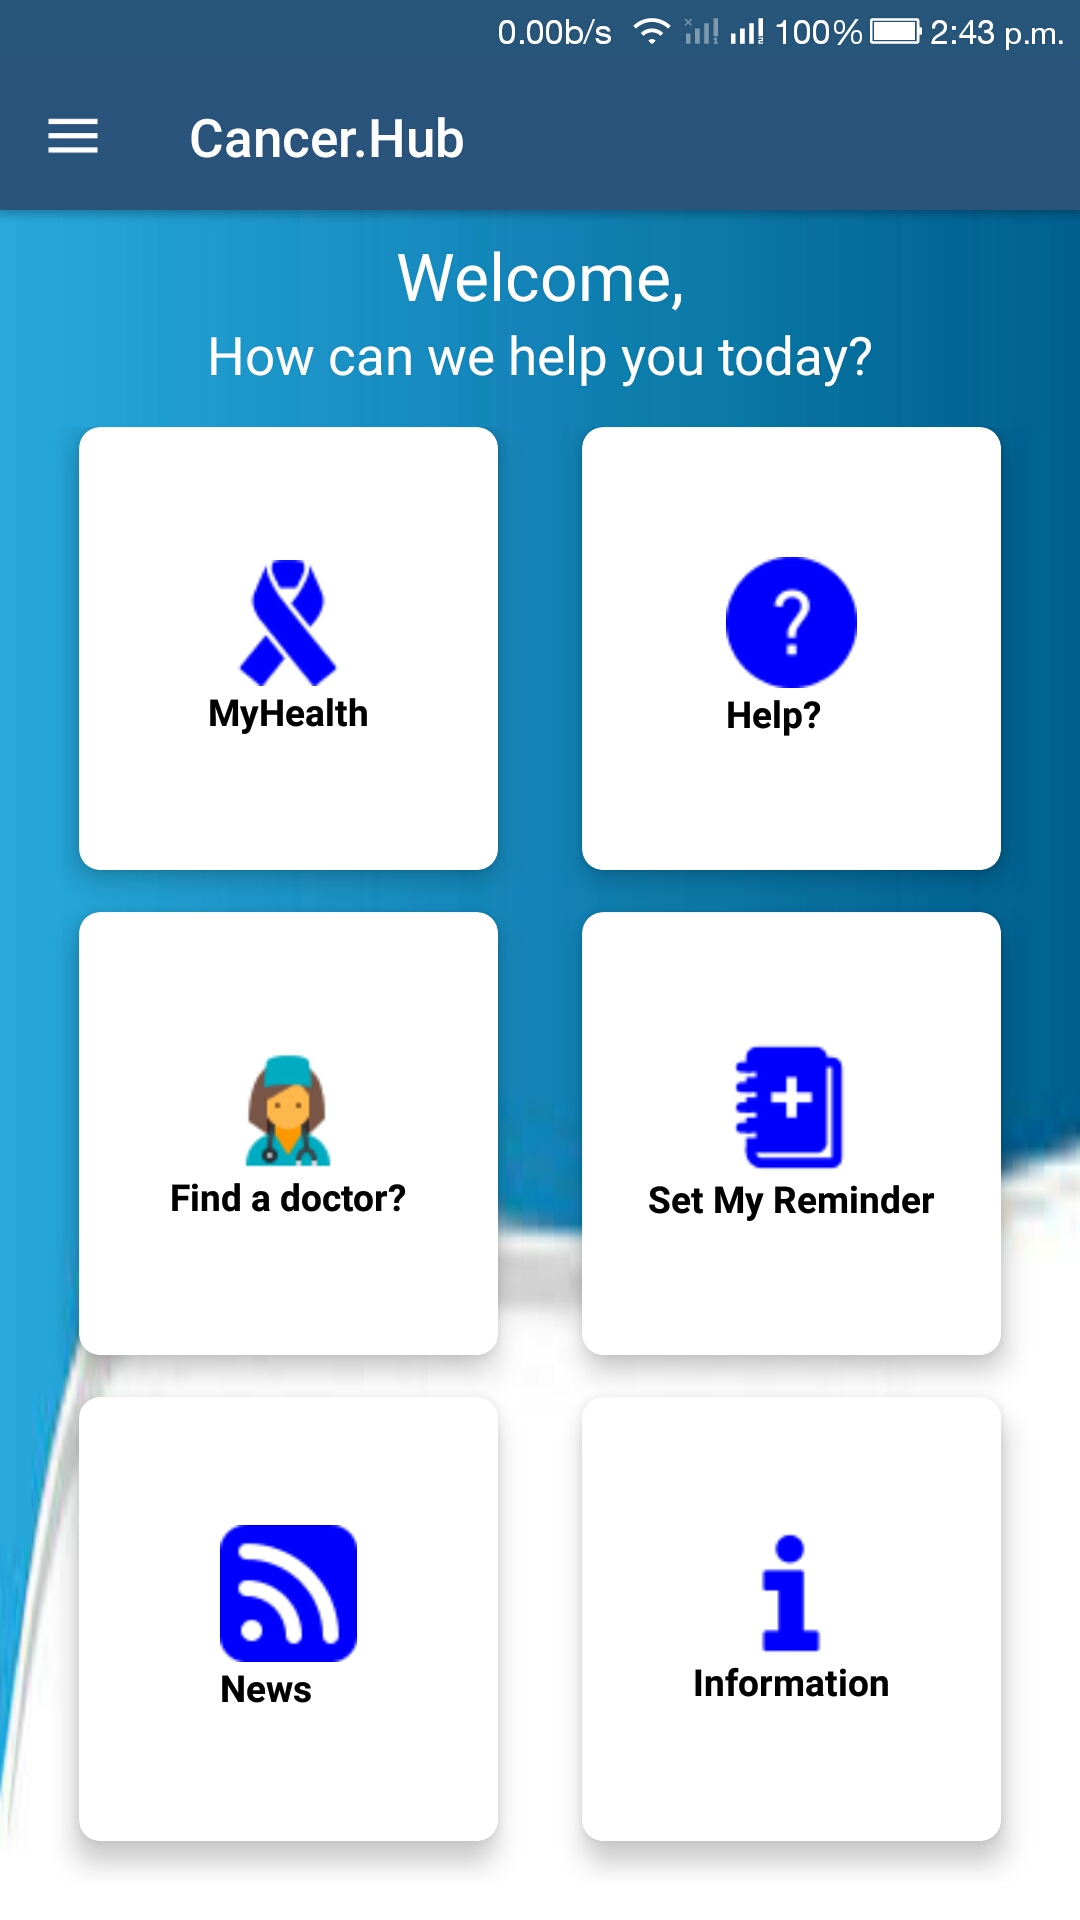 0.00b/s 100% 2:43 p.m.
Cancer.Hub
Welcome,
How can we help you today?
MyHealth
Help?
Find a doctor?
Set My Reminder
News
Information